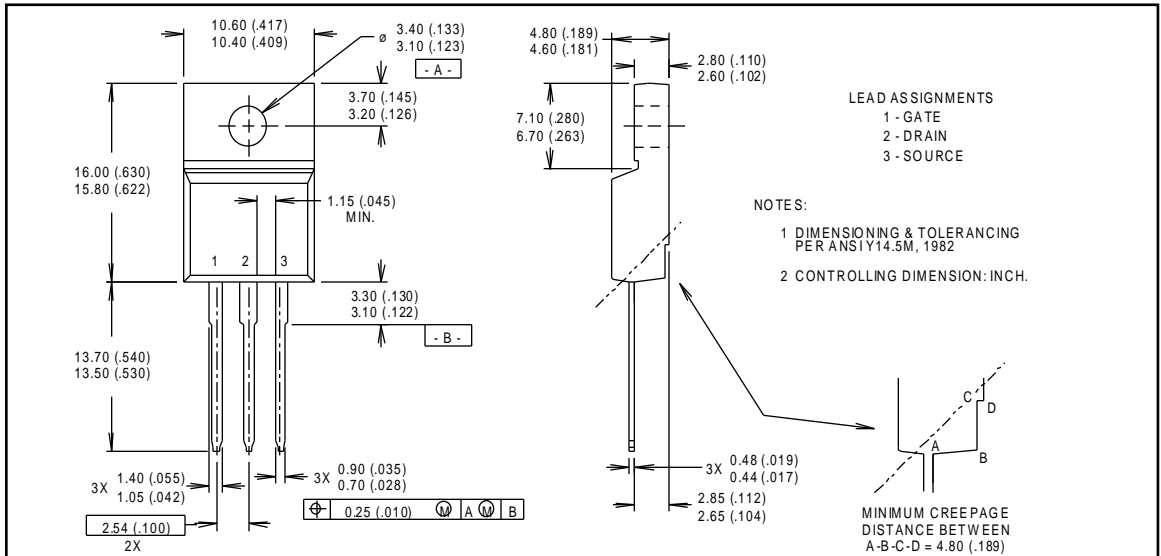 10.60 (.417)
10.40 (.409)
ø 3.40 (.133)
3.10 (.123)
- A -
3.70 (.145)
3.20 (.126)
16.00 (.630)
15.80 (.622)
1.15 (.045)
MIN.
1 2 3
3.30 (.130)
3.10 (.122)
- B -
13.70 (.540)
13.50 (.530)
3X 1.40 (.055)
1.05 (.042)
3X 0.90 (.035)
0.70 (.028)
0.25 (.010) Ⓜ A Ⓜ B
2.54 (.100)
2X
4.80 (.189)
4.60 (.181)
2.80 (.110)
2.60 (.102)
7.10 (.280)
6.70 (.263)
3X 0.48 (.019)
0.44 (.017)
2.85 (.112)
2.65 (.104)
LEAD ASSIGNMENTS
1 - GATE
2 - DRAIN
3 - SOURCE
NOTES:
1 DIMENSIONING & TOLERANCING
PER ANSI Y14.5M, 1982
2 CONTROLLING DIMENSION: INCH.
C
D
A
B
MINIMUM CREEPAGE
DISTANCE BETWEEN
A-B-C-D = 4.80 (.189)